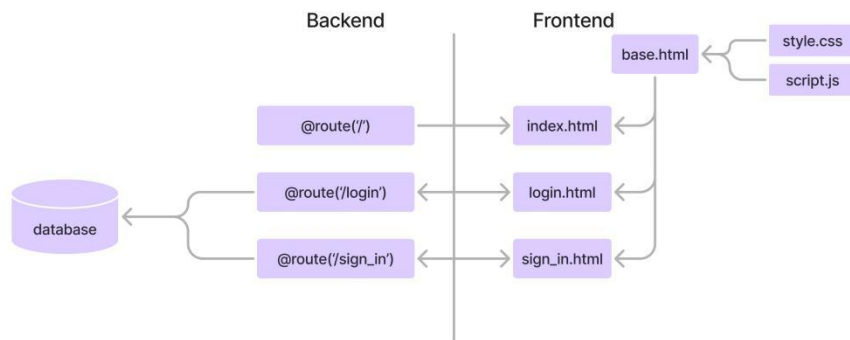 Backend
Frontend
base.html
style.css
script.js
@route('/')
index.html
@route('/login')
login.html
database
@route('/sign_in')
sign_in.html